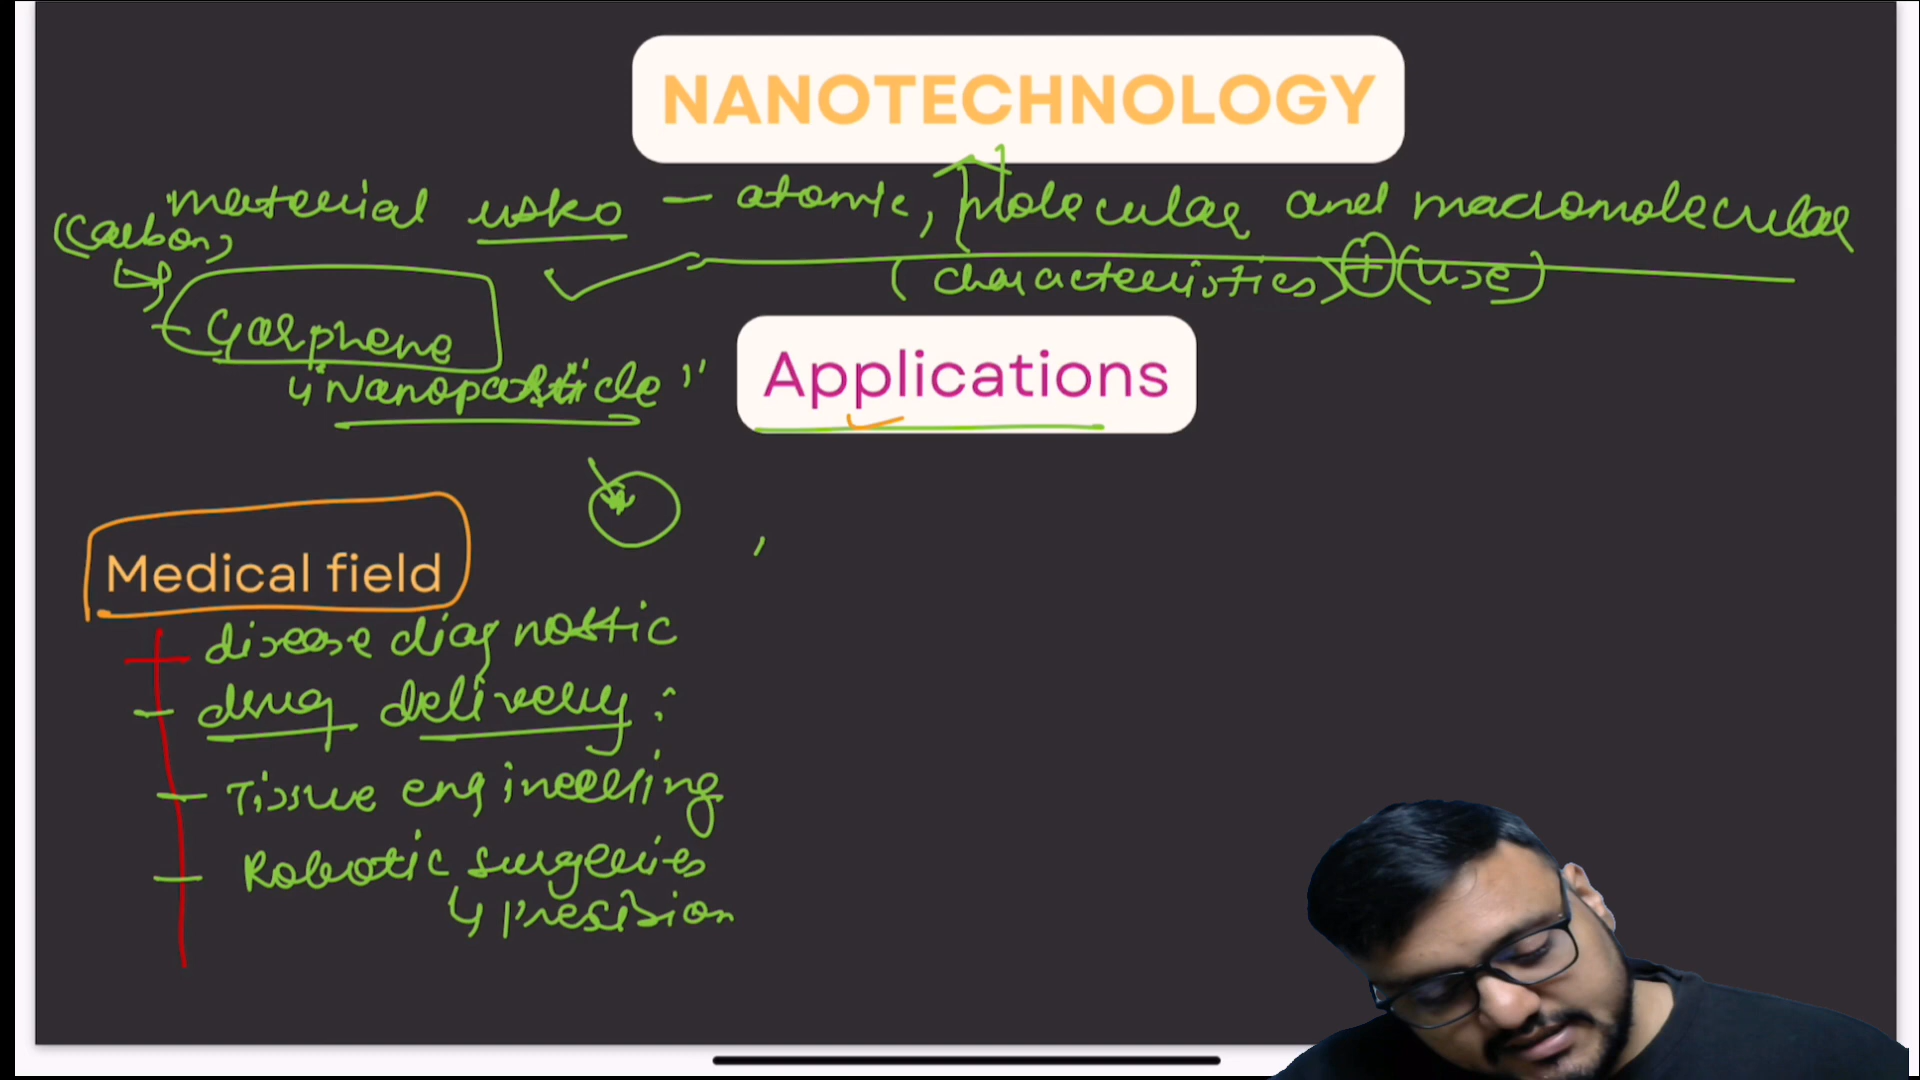 NANOTECHNOLOGY
material usko - atomic, molecular and macromolecular
(Carbon)
(characteristics) + (use)
Garphene
"Nanoparticle"
Applications
Medical field
disease diagnostic
drug delivery:
Tissue engineering
Robotic surgeries
precision